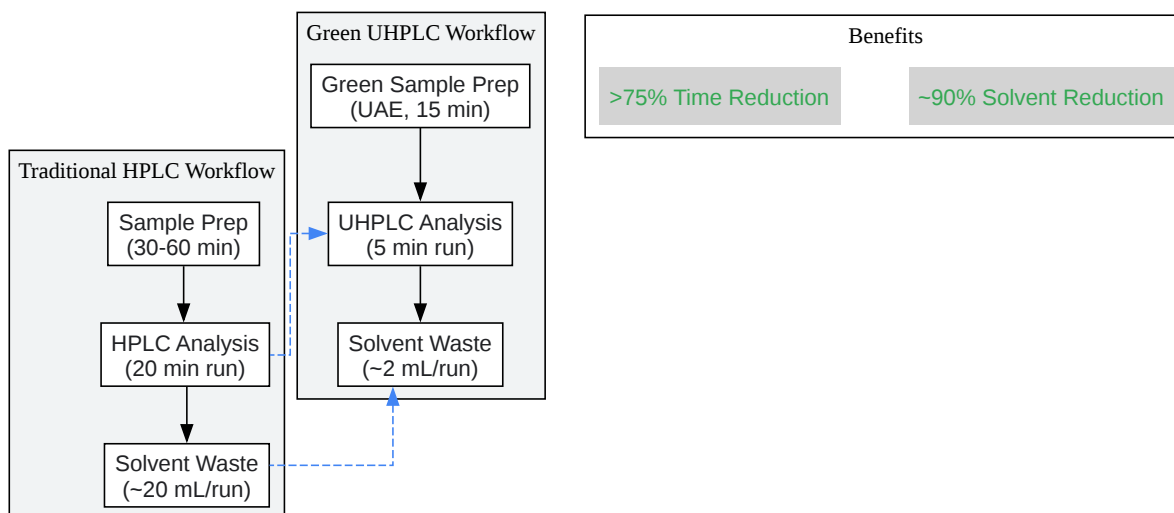 Traditional HPLC Workflow
Sample Prep
(30-60 min)
HPLC Analysis
(20 min run)
Solvent Waste
(~20 mL/run)
Green UHPLC Workflow
Green Sample Prep
(UAE, 15 min)
UHPLC Analysis
(5 min run)
Solvent Waste
(~2 mL/run)
Benefits
>75% Time Reduction
~90% Solvent Reduction